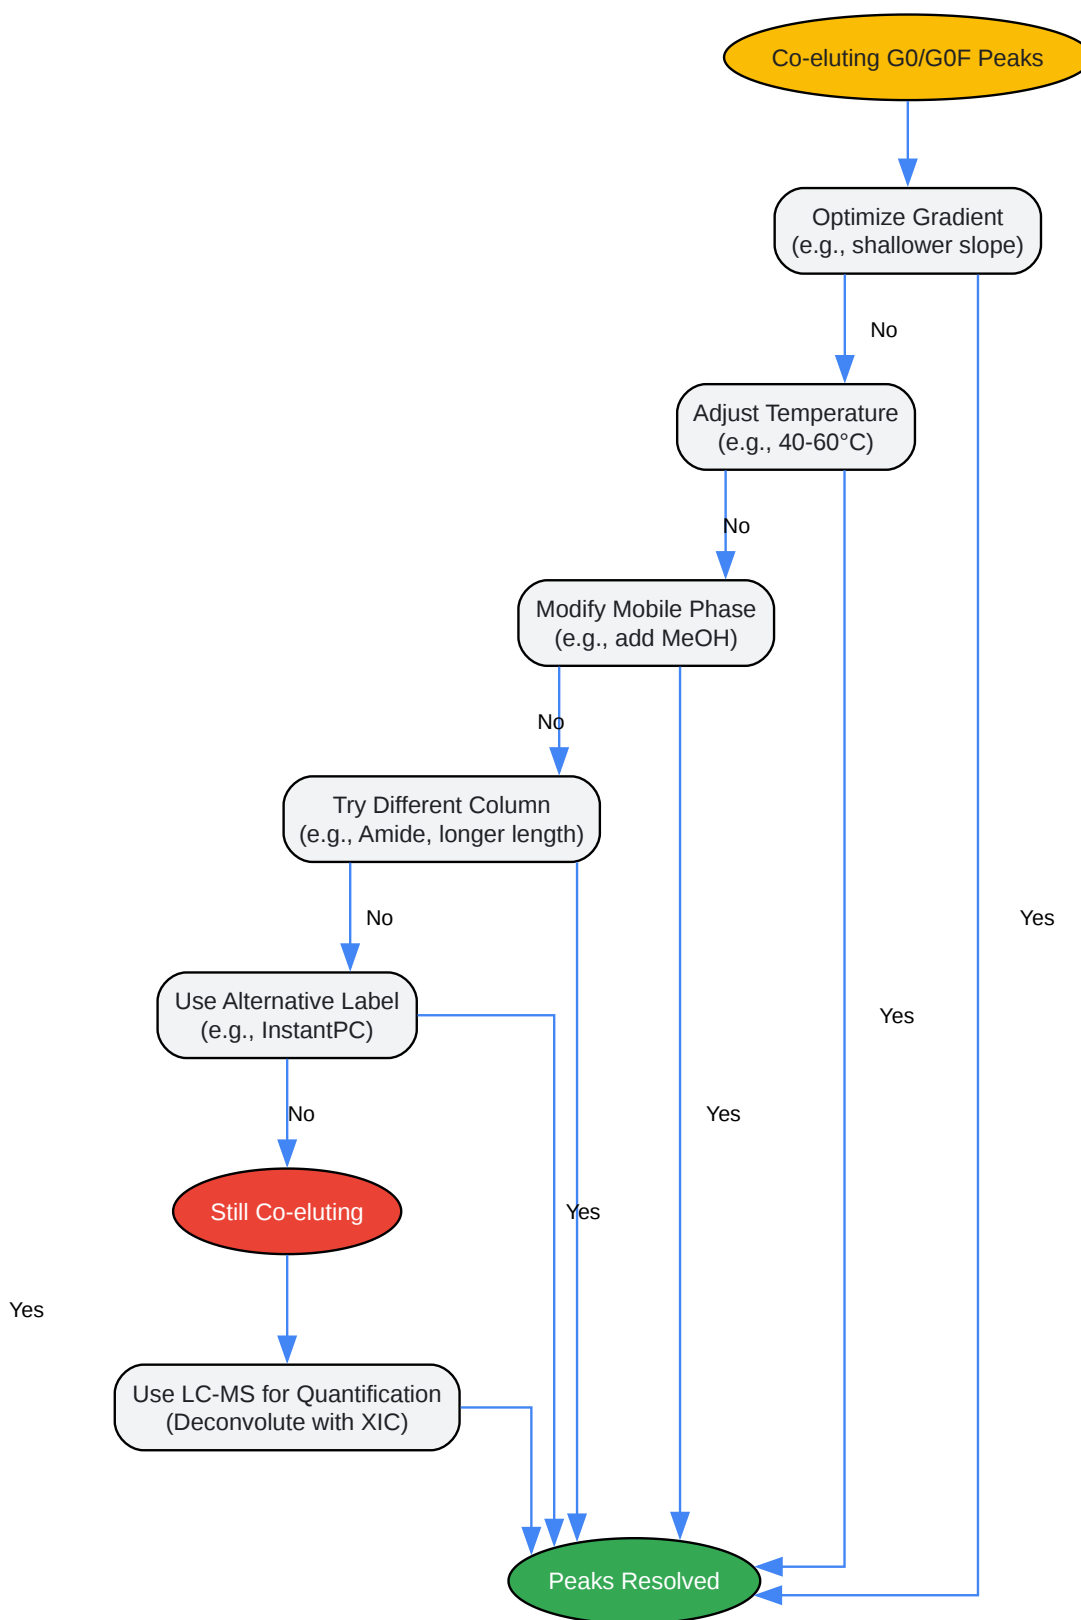 Co-eluting G0/G0F Peaks
Optimize Gradient
(e.g., shallower slope)
No
Adjust Temperature
(e.g., 40-60°C)
No
Modify Mobile Phase
(e.g., add MeOH)
No
Try Different Column
(e.g., Amide, longer length)
No
Yes
Use Alternative Label
(e.g., InstantPC)
Yes
No
Yes
Still Co-eluting
Yes
Yes
Use LC-MS for Quantification
(Deconvolute with XIC)
Peaks Resolved